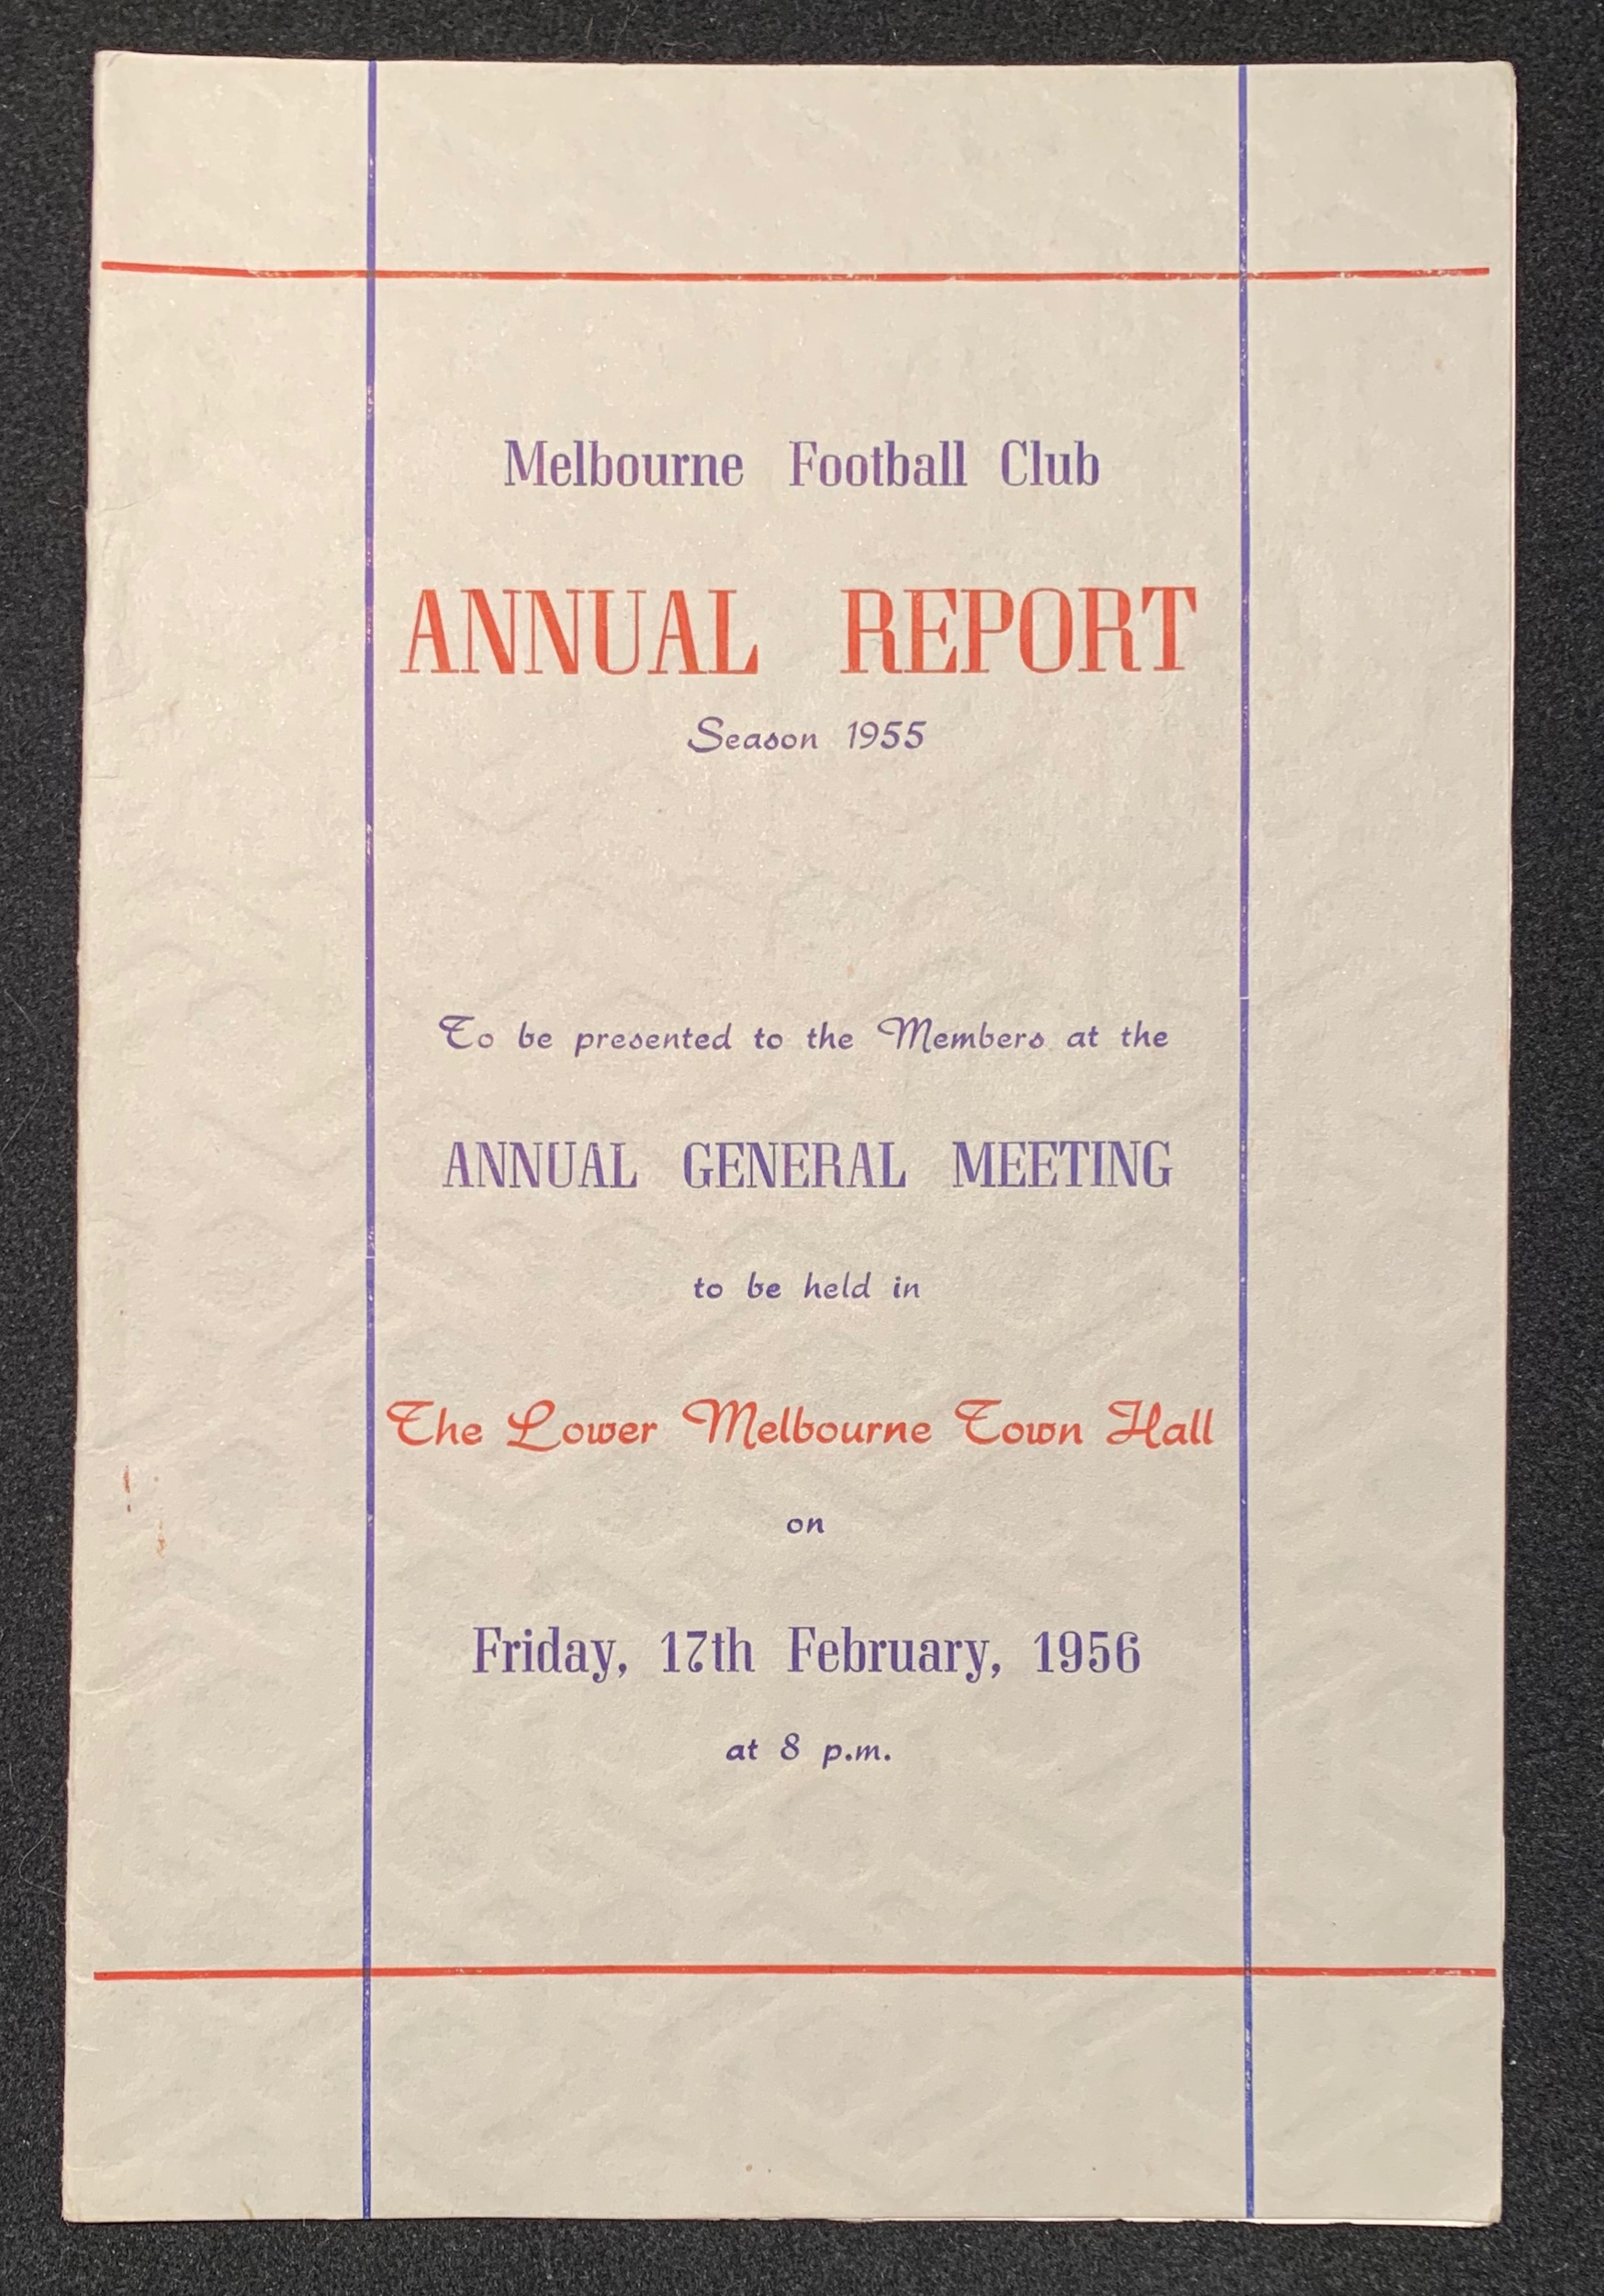 Melbourne Football Club
ANNUAL REPORT
Season 1955
To be presented to the Members at the
ANNUAL GENERAL MEETING
to be held in
The Lower Melbourne Town Hall
on
Friday, 17th February, 1956
at 8 p.m.